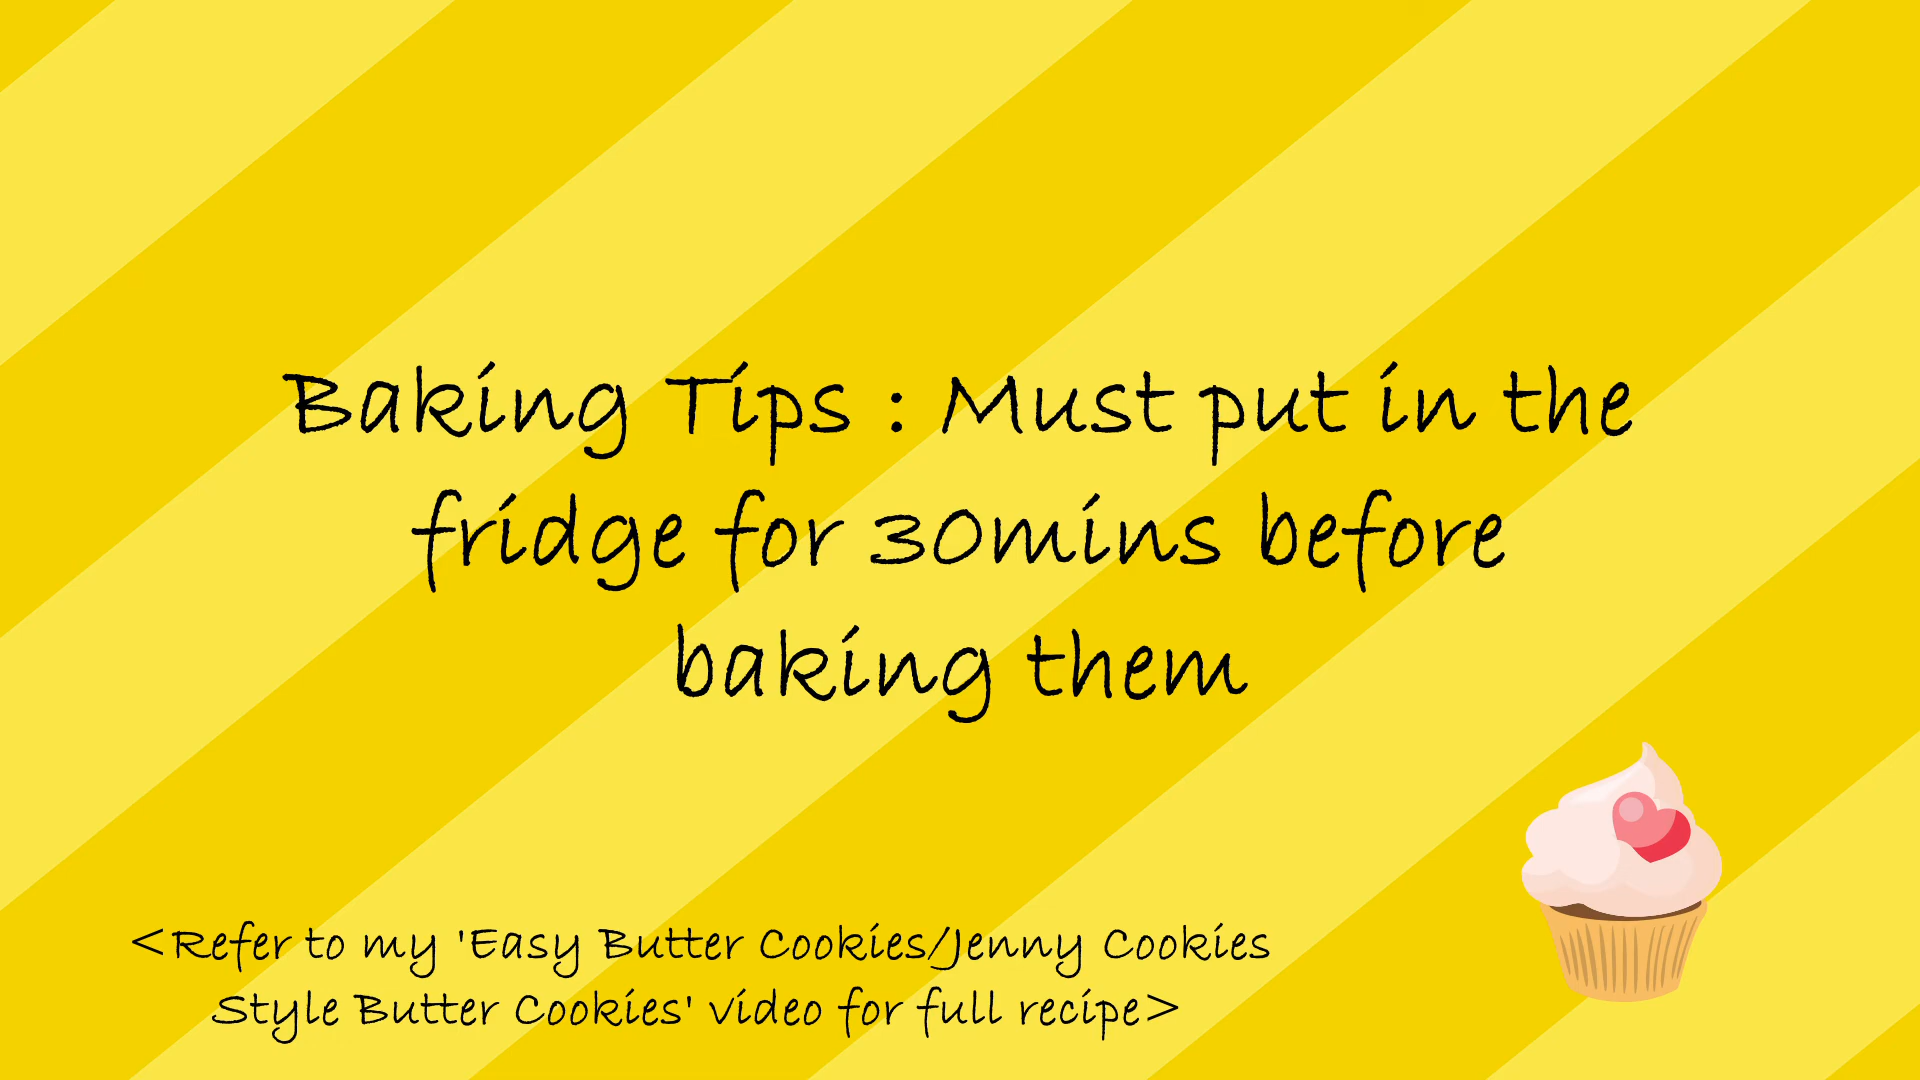 Baking Tips : Must put in the
fridge for 30mins before
baking them
<Refer to my 'Easy Butter Cookies/Jenny Cookies
Style Butter Cookies' video for full recipe>